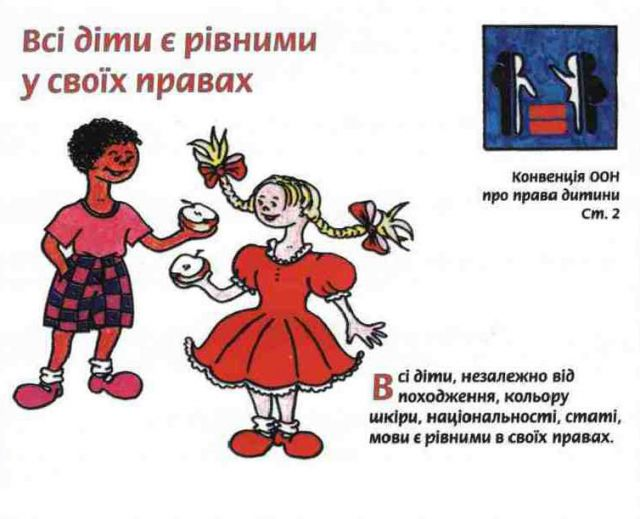 Всі діти є рівними
у своїх правах
Конвенція ООН
про права дитини
Ст. 2
Всі діти, незалежно від
походження, кольору
шкіри, національності, статі,
мови є рівними в своїх правах.